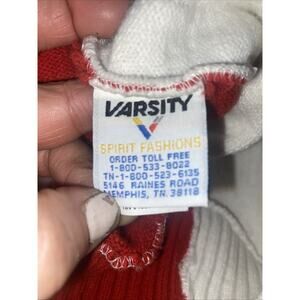 VARSITY
SPIRIT FASHIONS
ORDER TOLL FREE
1-800-533-8022
TN-1-800-523-6135
5146 RAINES ROAD
MEMPHIS, TN 38118